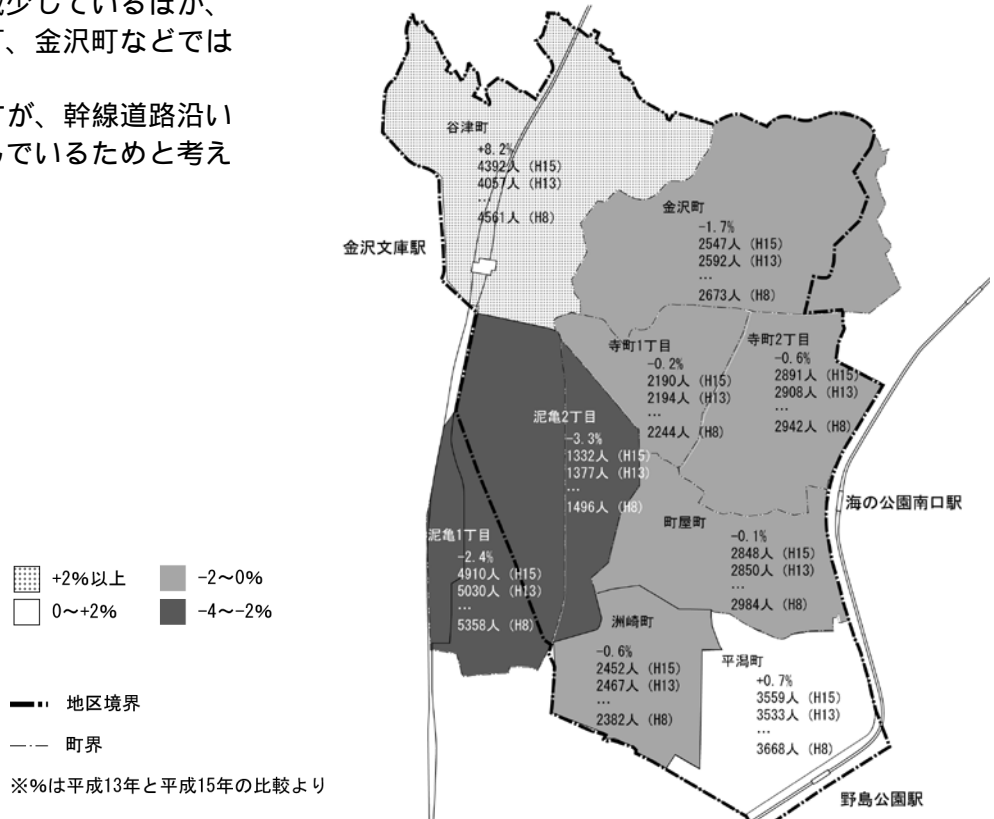 減少しているほか、
、金沢町などでは
が、幹線道路沿い
でいるためと考え
谷津町
+8.2%
4392人 (H15)
4057人 (H13)
…
4561人 (H8)
金沢文庫駅
金沢町
-1.7%
2547人 (H15)
2592人 (H13)
…
2673人 (H8)
寺町1丁目
-0.2%
2190人 (H15)
2194人 (H13)
…
2244人 (H8)
寺町2丁目
-0.6%
2891人 (H15)
2908人 (H13)
…
2942人 (H8)
泥亀2丁目
-3.3%
1332人 (H15)
1377人 (H13)
…
1496人 (H8)
海の公園南口駅
町屋町
-0.1%
2848人 (H15)
2850人 (H13)
…
2984人 (H8)
泥亀1丁目
-2.4%
4910人 (H15)
5030人 (H13)
…
5358人 (H8)
洲崎町
-0.6%
2452人 (H15)
2467人 (H13)
…
2382人 (H8)
平潟町
+0.7%
3559人 (H15)
3533人 (H13)
…
3668人 (H8)
野島公園駅
+2%以上
-2〜0%
0〜+2%
-4〜-2%
地区境界
町界
※%は平成13年と平成15年の比較より